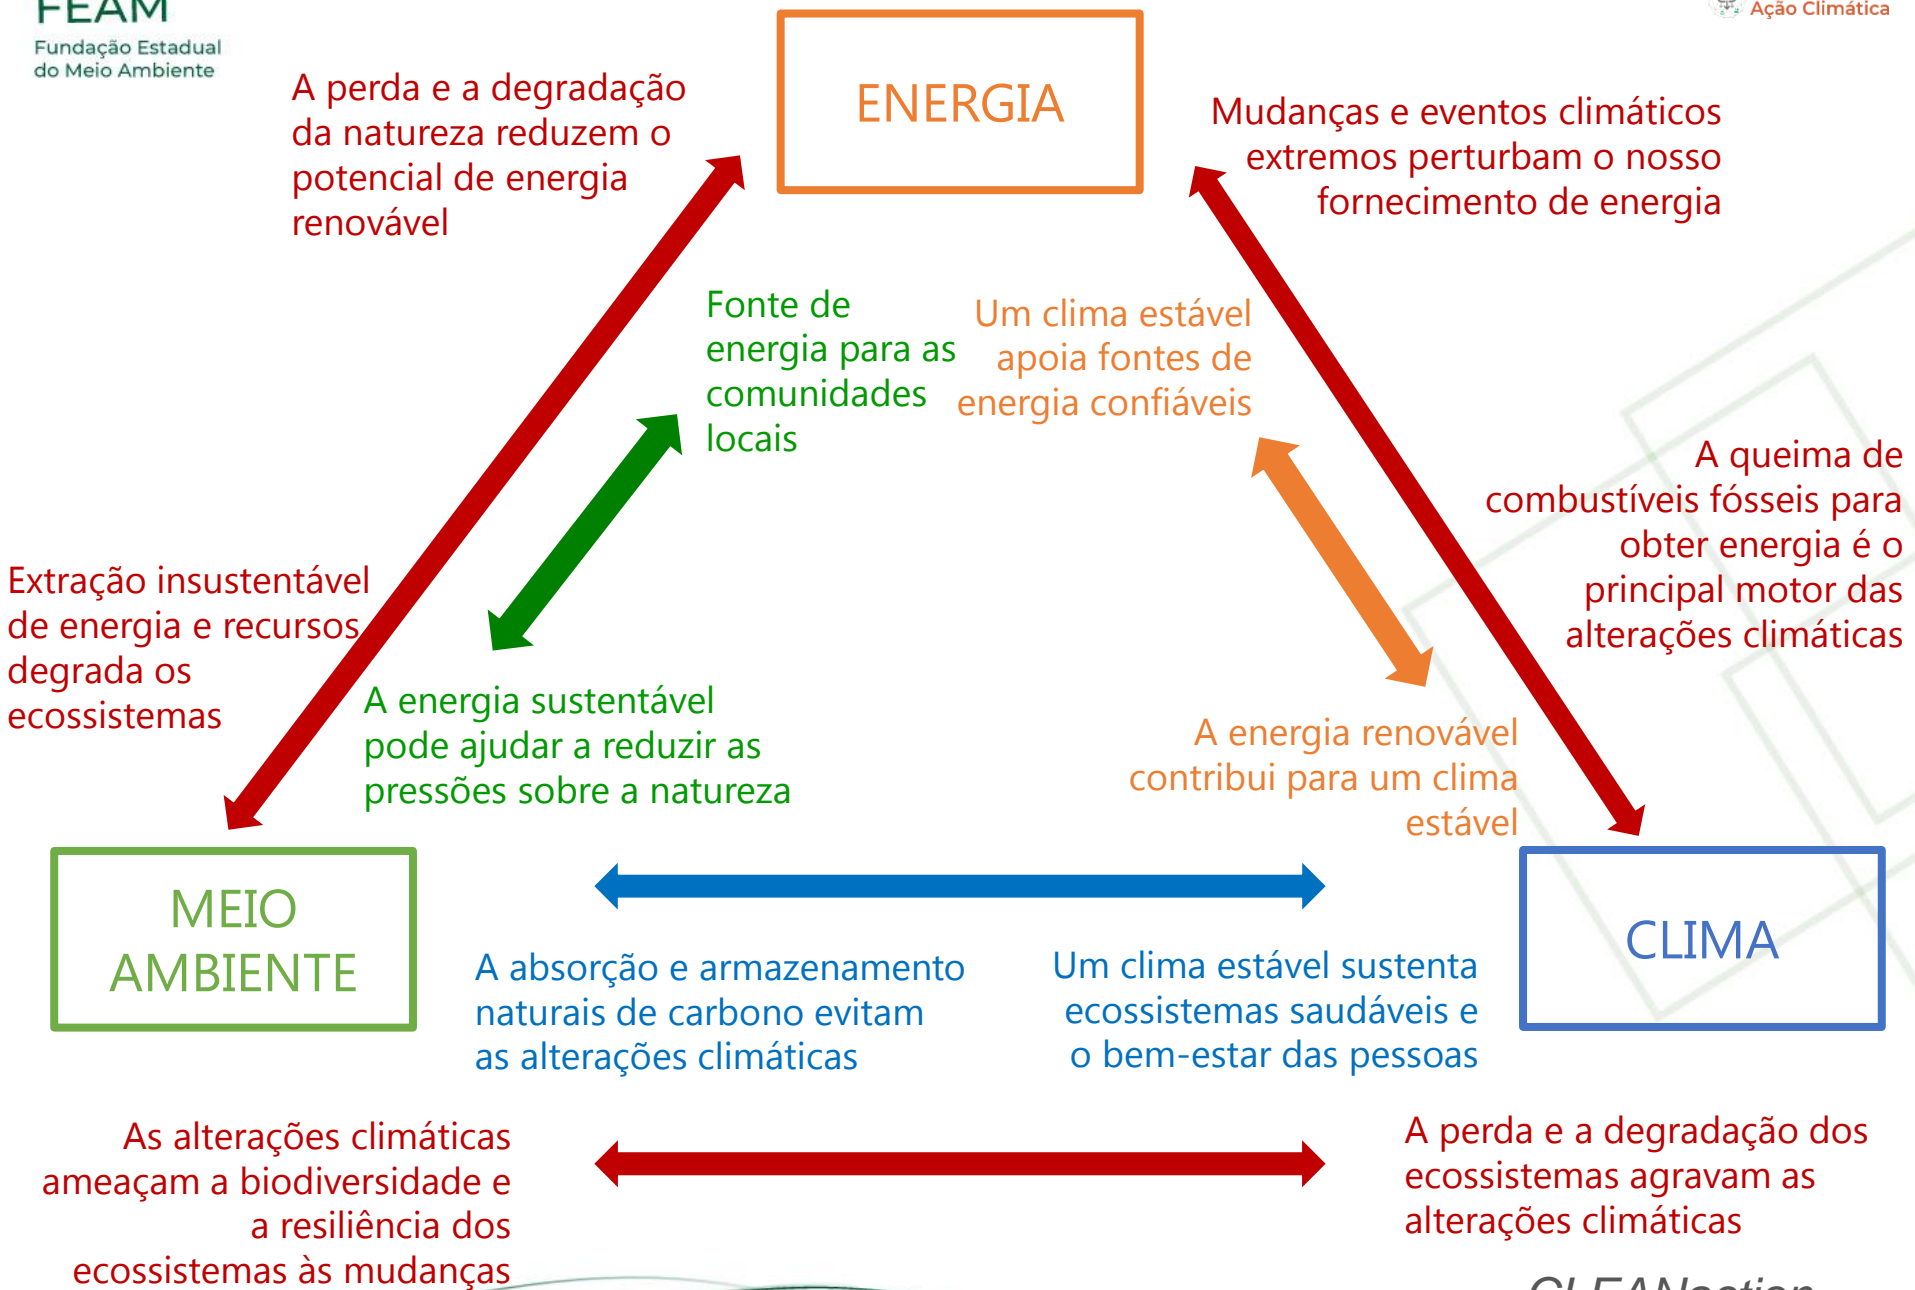 FEAM
Fundação Estadual
do Meio Ambiente
Ação Climática
ENERGIA
A perda e a degradação
da natureza reduzem o
potencial de energia
renovável
Mudanças e eventos climáticos
extremos perturbam o nosso
fornecimento de energia
Fonte de
energia para as
comunidades
locais
Um clima estável
apoia fontes de
energia confiáveis
A queima de
combustíveis fósseis para
obter energia é o
principal motor das
alterações climáticas
Extração insustentável
de energia e recursos
degrada os
ecossistemas
A energia sustentável
pode ajudar a reduzir as
pressões sobre a natureza
A energia renovável
contribui para um clima
estável
MEIO
AMBIENTE
CLIMA
A absorção e armazenamento
naturais de carbono evitam
as alterações climáticas
Um clima estável sustenta
ecossistemas saudáveis e
o bem-estar das pessoas
As alterações climáticas
ameaçam a biodiversidade e
a resiliência dos
ecossistemas às mudanças
A perda e a degradação dos
ecossistemas agravam as
alterações climáticas
CLEANaction